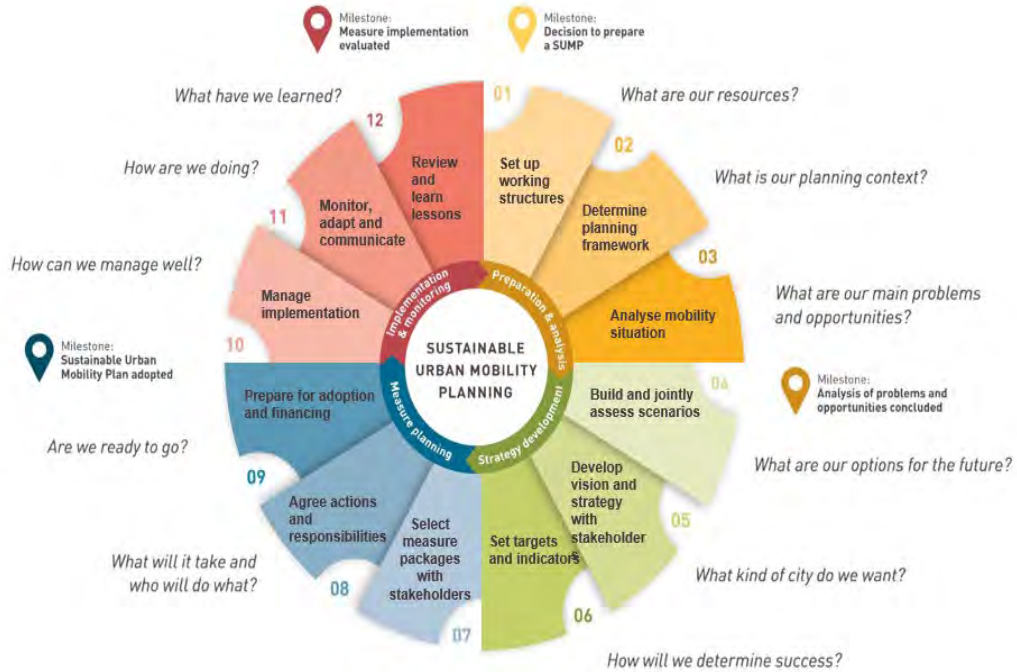 Milestone:
Measure implementation
evaluated
Milestone:
Decision to prepare
a SUMP
What are our resources?
01
Set up
working
structures
What is our planning context?
02
Determine
planning
framework
What are our main problems
and opportunities?
03
Analyse mobility
situation
Milestone:
Analysis of problems and
opportunities concluded
What are our options for the future?
04
Build and jointly
assess scenarios
What kind of city do we want?
05
Develop
vision and
strategy
with
stakeholder
s
How will we determine success?
06
Set targets
and indicators
07
Select
measure
packages
with
stakeholders
What will it take and
who will do what?
08
Agree actions
and
responsibilities
Are we ready to go?
09
Prepare for adoption
and financing
Milestone:
Sustainable Urban
Mobility Plan adopted
How can we manage well?
10
Manage
implementation
How are we doing?
11
Monitor,
adapt and
communicate
What have we learned?
12
Review
and
learn
lessons
Preparation & analysis
Strategy development
Measure planning
Implementation
& monitoring
SUSTAINABLE
URBAN MOBILITY
PLANNING